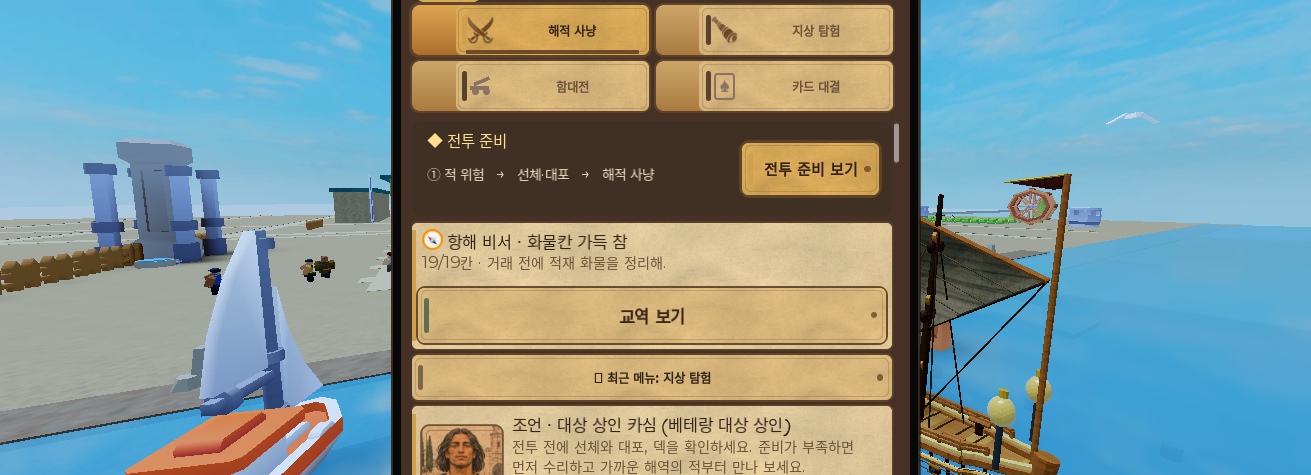 해적 사냥
지상 탐험
함대전
카드 대결
◆ 전투 준비
① 적 위험 → 선체·대포 → 해적 사냥
전투 준비 보기
항해 비서 · 화물칸 가득 참
19/19칸 · 거래 전에 적재 화물을 정리해.
교역 보기
최근 메뉴: 지상 탐험
조언 · 대상 상인 카심 (베테랑 대상 상인)
전투 전에 선체와 대포, 덱을 확인하세요. 준비가 부족하면
먼저 수리하고 가까운 해역의 적부터 만나 보세요.